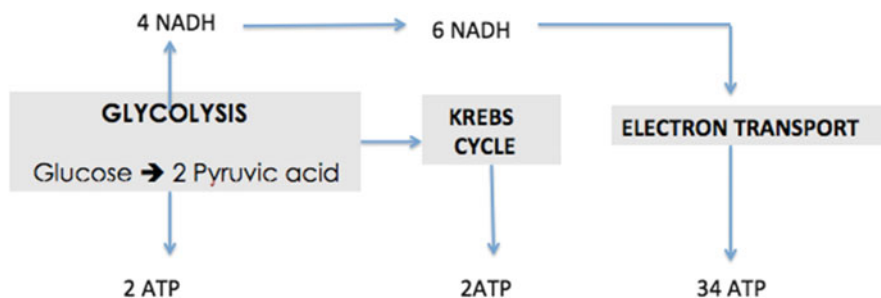 4 NADH
6 NADH
GLYCOLYSIS
Glucose ➔ 2 Pyruvic acid
KREBS
CYCLE
ELECTRON TRANSPORT
2 ATP
2ATP
34 ATP